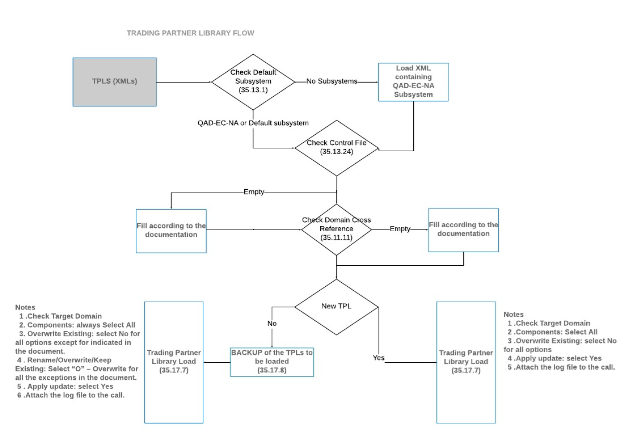 TRADING PARTNER LIBRARY FLOW
TPLS (XMLs)
Check Default
Subsystem
(35.13.1)
No Subsystems
Load XML
containing
QAD-EC-NA
Subsystem
QAD-EC-NA or Default subsystem
Check Control File
(35.13.24)
Empty
Fill according to the
documentation
Check Domain Cross
Reference
(35.11.11)
Empty
Fill according to the
documentation
New TPL
No
Yes
BACKUP of the TPLs to
be loaded
(35.17.8)
Notes
1 .Check Target Domain
2. Components: always Select All
3. Overwrite Existing: select No for
all options except for indicated in
the document.
4 . Rename/Overwrite/Keep
Existing: Select "O" – Overwrite for
all the exceptions in the document.
5 . Apply update: select Yes
6 .Attach the log file to the call.
Trading Partner
Library Load
(35.17.7)
Trading Partner
Library Load
(35.17.7)
Notes
1 .Check Target Domain
2 .Components: Select All
3 .Overwrite Existing: select No
for all options
4 .Apply update: select Yes
5 .Attach the log file to the call.